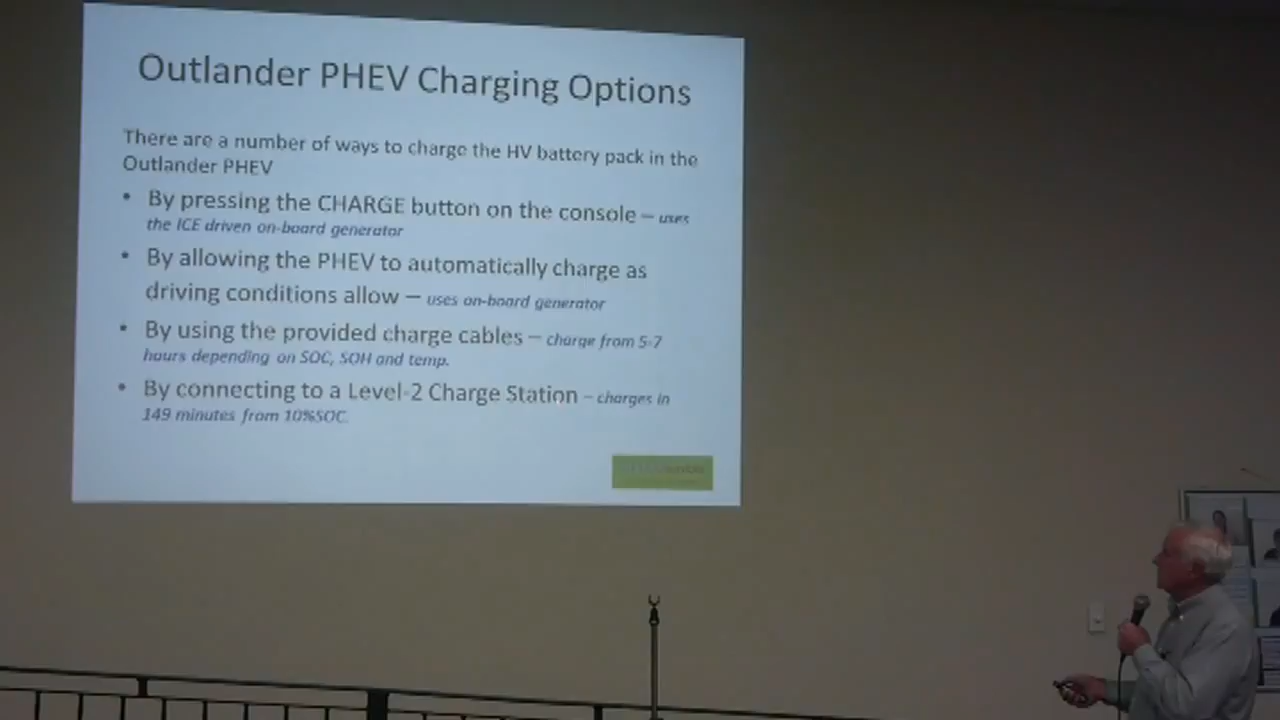 Outlander PHEV Charging Options
There are a number of ways to charge the HV battery pack in the
Outlander PHEV
• By pressing the CHARGE button on the console – uses
the ICE driven on-board generator
• By allowing the PHEV to automatically charge as
driving conditions allow – uses on-board generator
• By using the provided charge cables – charge from 5-7
hours depending on SOC, SOH and temp.
• By connecting to a Level-2 Charge Station – charges in
149 minutes from 10%SOC.